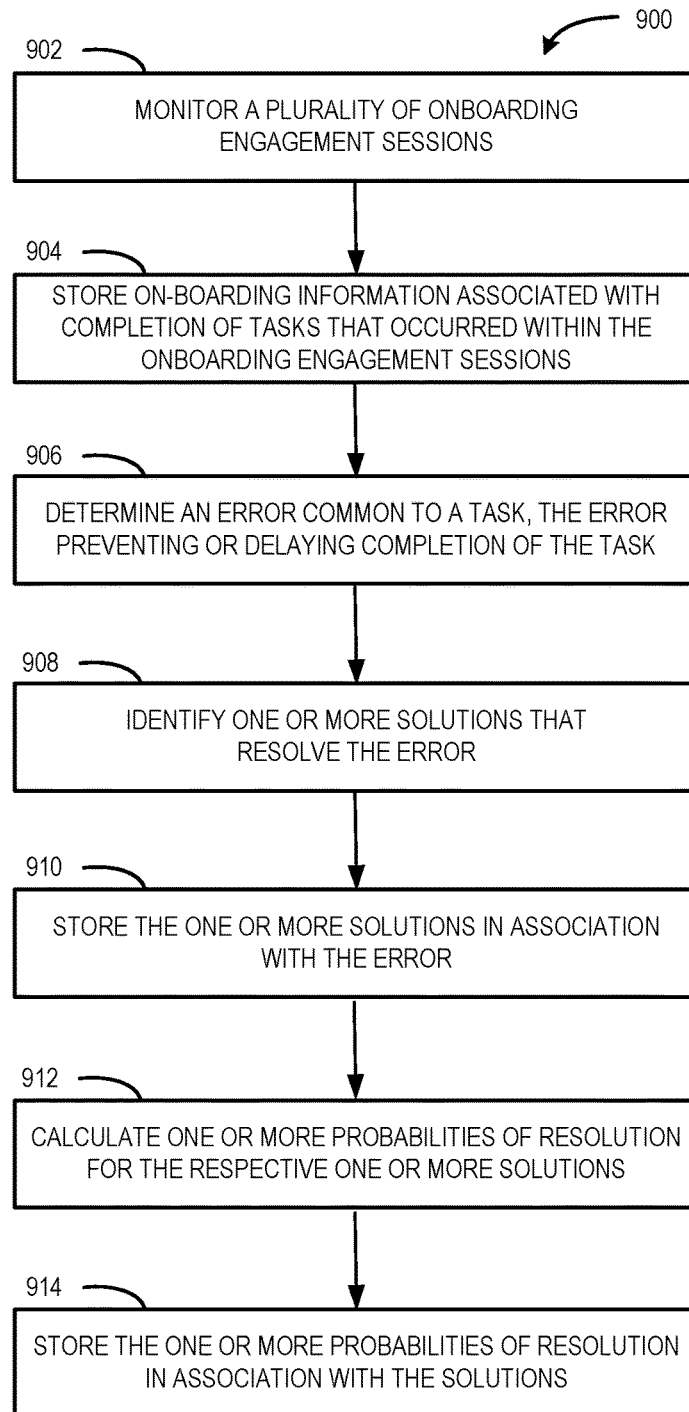 900
902
MONITOR A PLURALITY OF ONBOARDING
ENGAGEMENT SESSIONS
904
STORE ON-BOARDING INFORMATION ASSOCIATED WITH
COMPLETION OF TASKS THAT OCCURRED WITHIN THE
ONBOARDING ENGAGEMENT SESSIONS
906
DETERMINE AN ERROR COMMON TO A TASK, THE ERROR
PREVENTING OR DELAYING COMPLETION OF THE TASK
908
IDENTIFY ONE OR MORE SOLUTIONS THAT
RESOLVE THE ERROR
910
STORE THE ONE OR MORE SOLUTIONS IN ASSOCIATION
WITH THE ERROR
912
CALCULATE ONE OR MORE PROBABILITIES OF RESOLUTION
FOR THE RESPECTIVE ONE OR MORE SOLUTIONS
914
STORE THE ONE OR MORE PROBABILITIES OF RESOLUTION
IN ASSOCIATION WITH THE SOLUTIONS